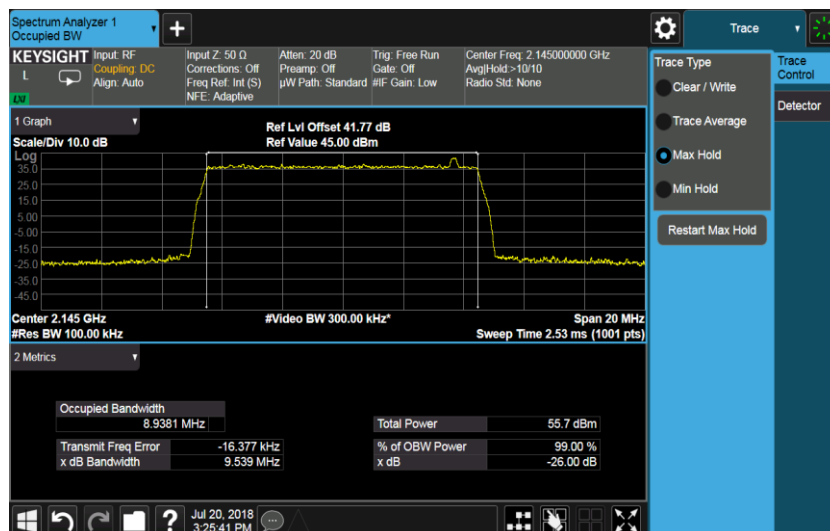 Spectrum Analyzer 1
Occupied BW
+
Trace
KEYSIGHT
L
LXI
Input: RF
Coupling: DC
Align: Auto
Input Z: 50 Ω
Corrections: Off
Freq Ref: Int (S)
NFE: Adaptive
Atten: 20 dB
Preamp: Off
µW Path: Standard
Trig: Free Run
Gate: Off
#IF Gain: Low
Center Freq: 2.145000000 GHz
Avg|Hold:>10/10
Radio Std: None
Trace Type
Clear / Write
Trace Average
Max Hold
Min Hold
Restart Max Hold
Trace
Control
Detector
1 Graph
Scale/Div 10.0 dB
Ref Lvl Offset 41.77 dB
Ref Value 45.00 dBm
Log
35.0
25.0
15.0
5.00
-5.00
-15.0
-25.0
-35.0
-45.0
Center 2.145 GHz
#Res BW 100.00 kHz
#Video BW 300.00 kHz*
Span 20 MHz
Sweep Time 2.53 ms (1001 pts)
2 Metrics
Occupied Bandwidth
8.9381 MHz
Total Power 55.7 dBm
Transmit Freq Error -16.377 kHz
% of OBW Power 99.00 %
x dB Bandwidth 9.539 MHz
x dB -26.00 dB
?
Jul 20, 2018
3:25:41 PM